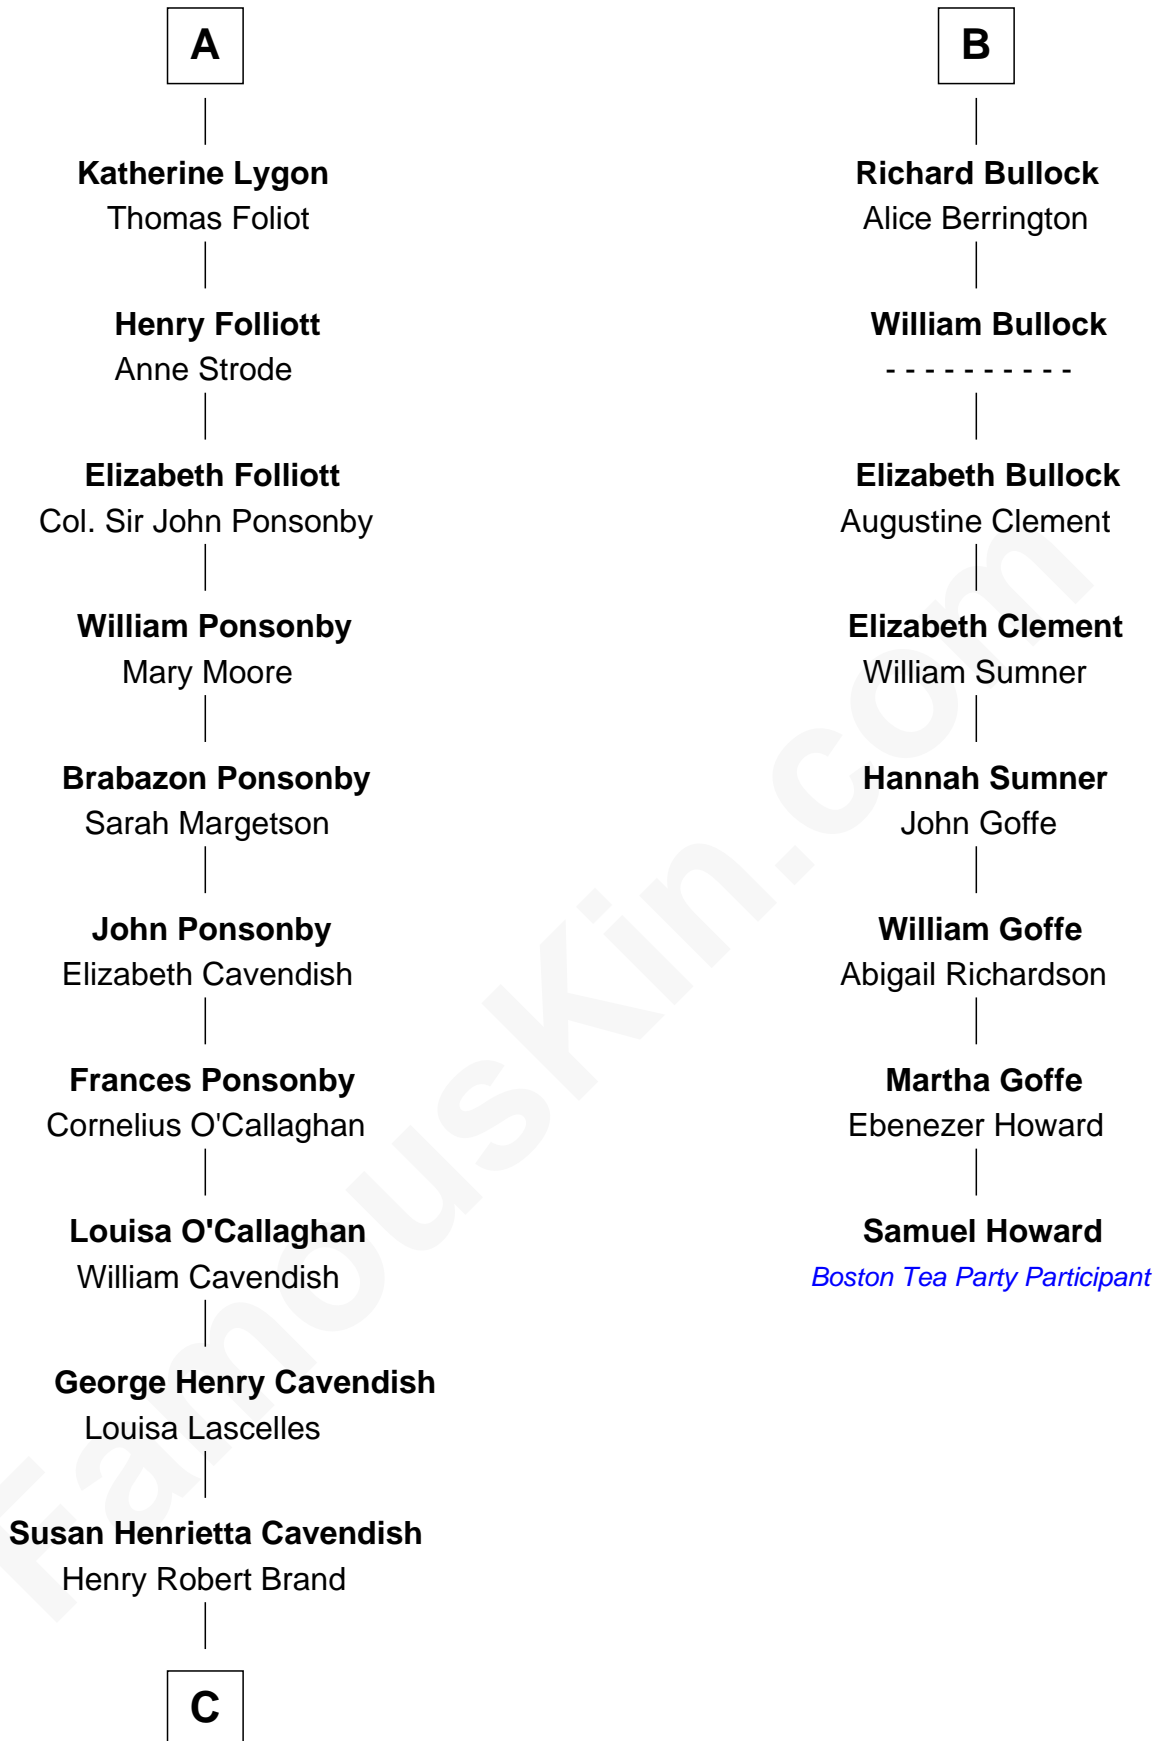 A
Katherine Lygon
Thomas Foliot
Henry Folliott
Anne Strode
Elizabeth Folliott
Col. Sir John Ponsonby
William Ponsonby
Mary Moore
Brabazon Ponsonby
Sarah Margetson
John Ponsonby
Elizabeth Cavendish
Frances Ponsonby
Cornelius O'Callaghan
Louisa O'Callaghan
William Cavendish
George Henry Cavendish
Louisa Lascelles
Susan Henrietta Cavendish
Henry Robert Brand
C
B
Richard Bullock
Alice Berrington
William Bullock
- - - - - - - - - -
Elizabeth Bullock
Augustine Clement
Elizabeth Clement
William Sumner
Hannah Sumner
John Goffe
William Goffe
Abigail Richardson
Martha Goffe
Ebenezer Howard
Samuel Howard
Boston Tea Party Participant
FamousKin.com